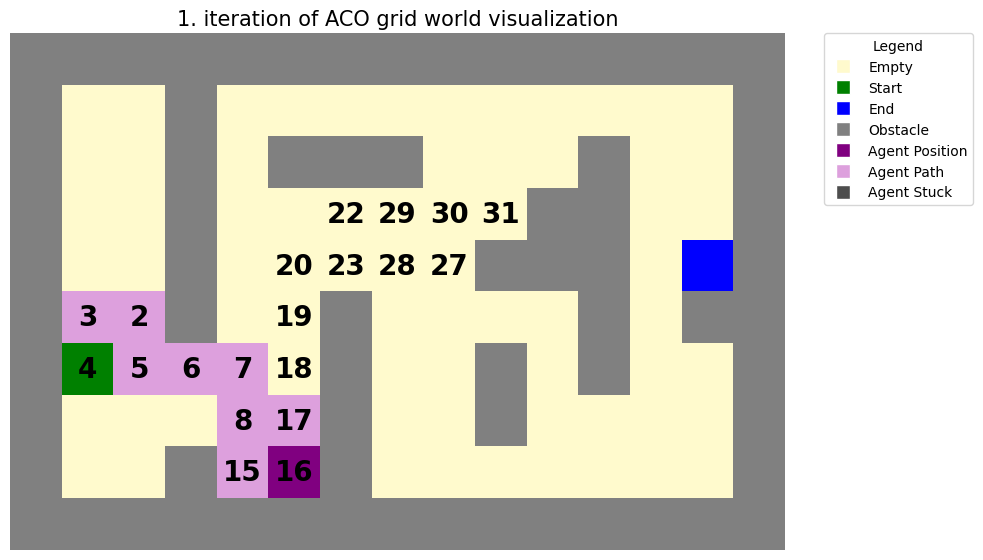 1. iteration of ACO grid world visualization
Legend
Empty
Start
End
Obstacle
Agent Position
Agent Path
Agent Stuck
22 29 30 31
20 23 28 27
3 2 19
4 5 6 7 18
8 17
15 16